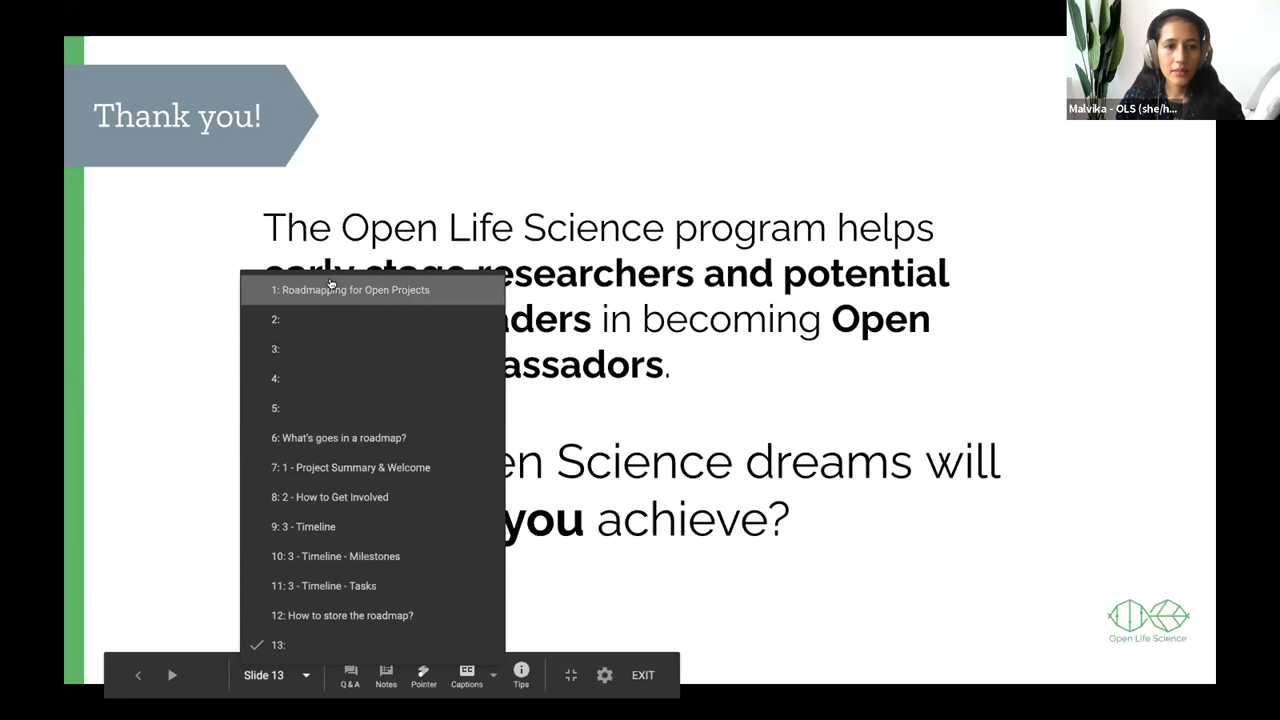 Malvika - OLS (she/h...
Thank you!
The Open Life Science program helps
early stage researchers and potential
aders in becoming Open
assadors.
en Science dreams will
you achieve?
1: Roadmapping for Open Projects
2:
3:
4:
5:
6: What's goes in a roadmap?
7: 1 - Project Summary & Welcome
8: 2 - How to Get Involved
9: 3 - Timeline
10: 3 - Timeline - Milestones
11: 3 - Timeline - Tasks
12: How to store the roadmap?
13:
Slide 13
Q & A
Notes
Pointer
Captions
Tips
EXIT
Open Life Science